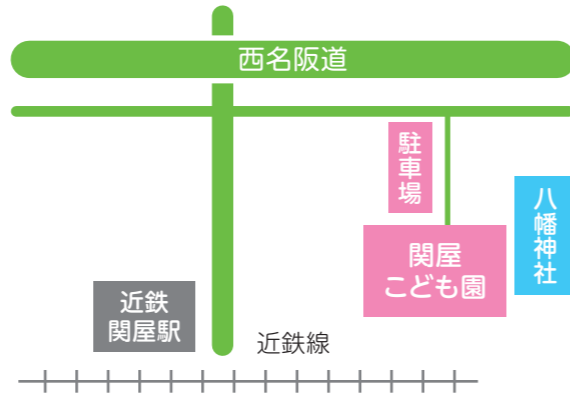 西名阪道
駐車場
八幡神社
関屋
こども園
近鉄
関屋駅
近鉄線